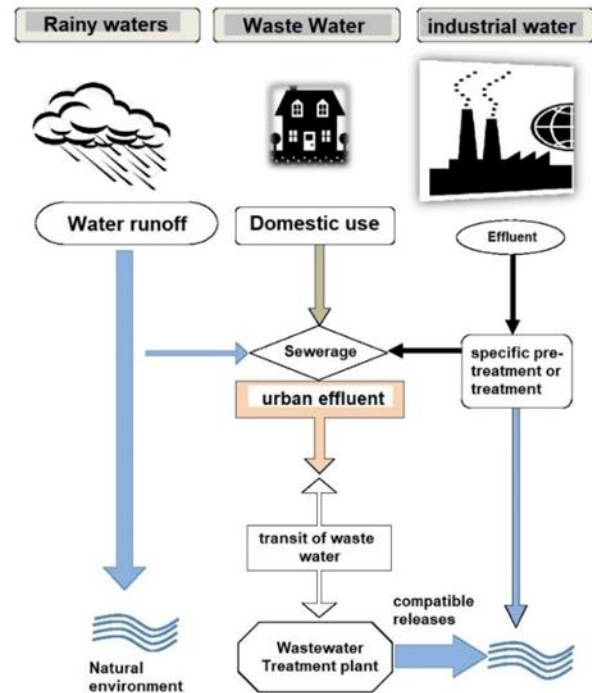 Rainy waters
Waste Water
industrial water
Water runoff
Domestic use
Effluent
Sewerage
specific pre-
treatment or
treatment
urban effluent
transit of waste
water
compatible
releases
Wastewater
Treatment plant
Natural
environment